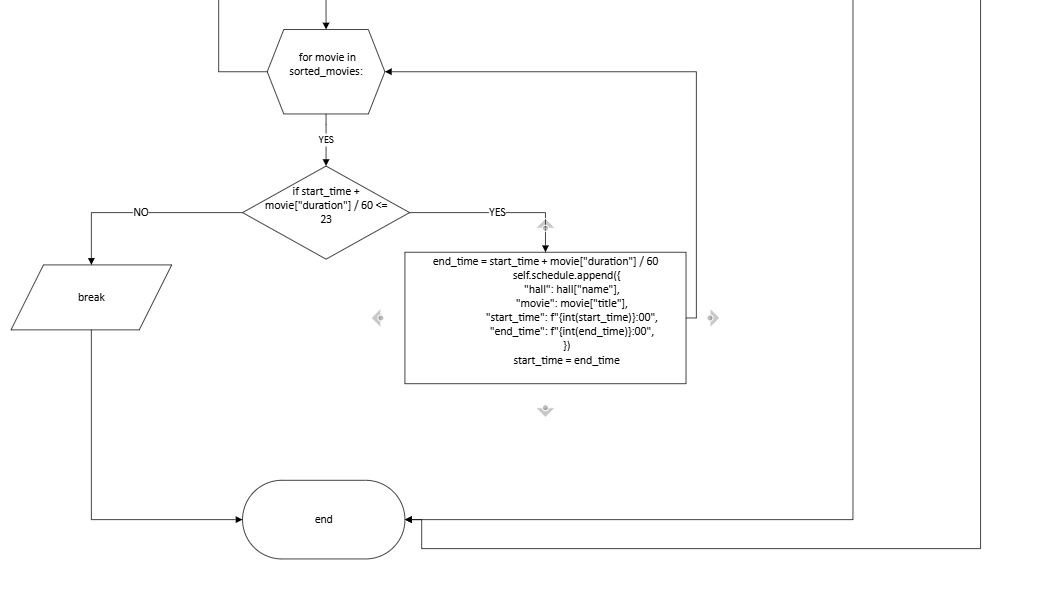 for movie in
sorted_movies:
YES
if start_time +
movie["duration"] / 60 <=
23
NO
YES
end_time = start_time + movie["duration"] / 60
self.schedule.append({
"hall": hall["name"],
"movie": movie["title"],
"start_time": f"{int(start_time)}:00",
"end_time": f"{int(end_time)}:00",
})
start_time = end_time
break
end